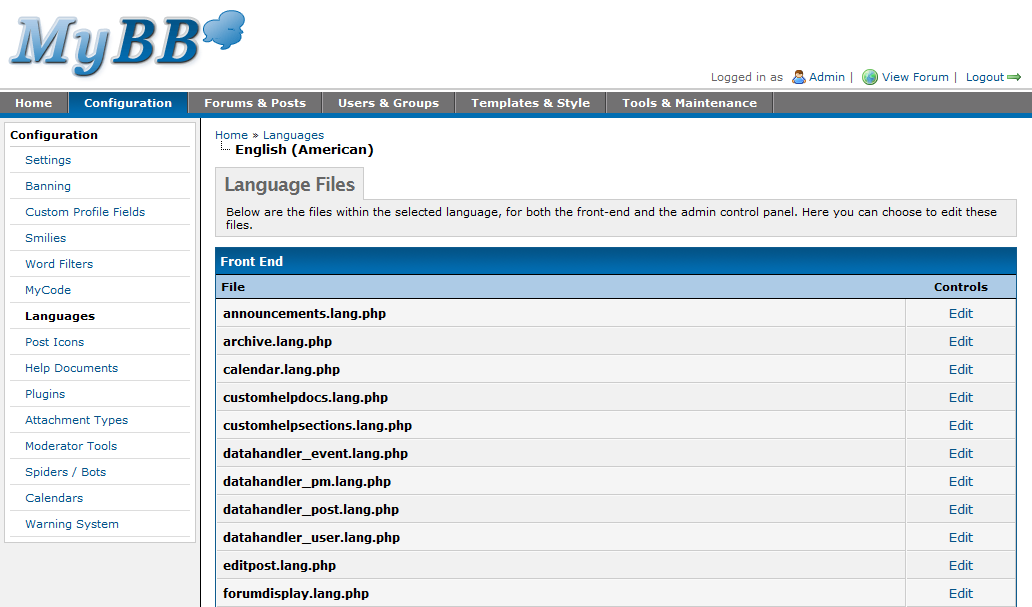 MyBB
Logged in as Admin | View Forum | Logout
Home Configuration Forums & Posts Users & Groups Templates & Style Tools & Maintenance
Configuration
Settings
Banning
Custom Profile Fields
Smilies
Word Filters
MyCode
Languages
Post Icons
Help Documents
Plugins
Attachment Types
Moderator Tools
Spiders / Bots
Calendars
Warning System
Home » Languages
English (American)
Language Files
Below are the files within the selected language, for both the front-end and the admin control panel. Here you can choose to edit these
files.
Front End
File Controls
announcements.lang.php Edit
archive.lang.php Edit
calendar.lang.php Edit
customhelpdocs.lang.php Edit
customhelpsections.lang.php Edit
datahandler_event.lang.php Edit
datahandler_pm.lang.php Edit
datahandler_post.lang.php Edit
datahandler_user.lang.php Edit
editpost.lang.php Edit
forumdisplay.lang.php Edit